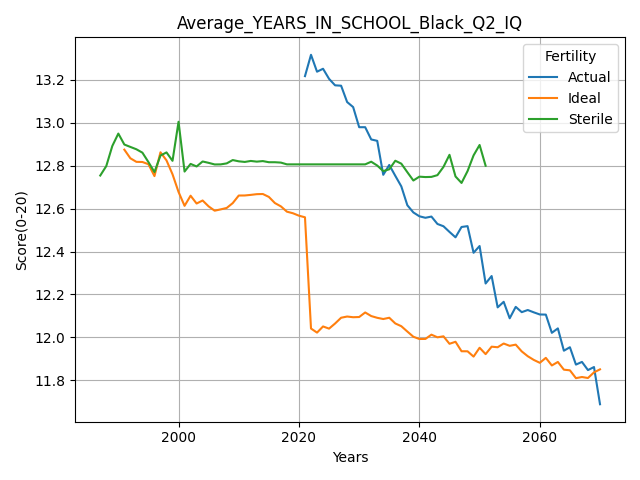 Average_YEARS_IN_SCHOOL_Black_Q2_IQ
Fertility
Actual
Ideal
Sterile
Score(0-20)
13.2
13.0
12.8
12.6
12.4
12.2
12.0
11.8
2000 2020 2040 2060
Years